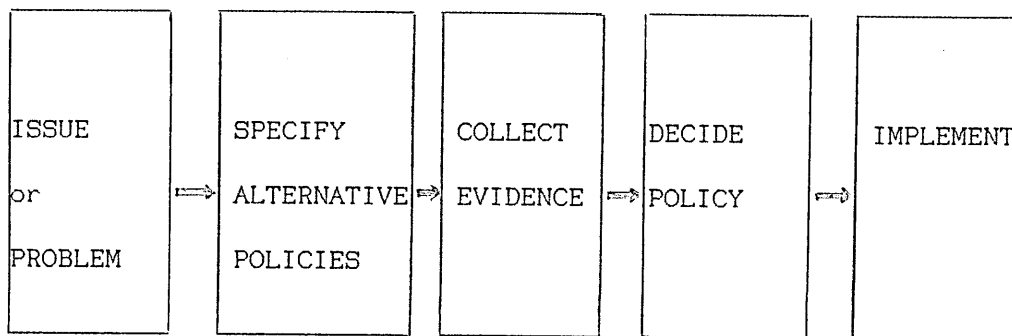 ISSUE
or
PROBLEM
SPECIFY
ALTERNATIVE
POLICIES
COLLECT
EVIDENCE
DECIDE
POLICY
IMPLEMENT